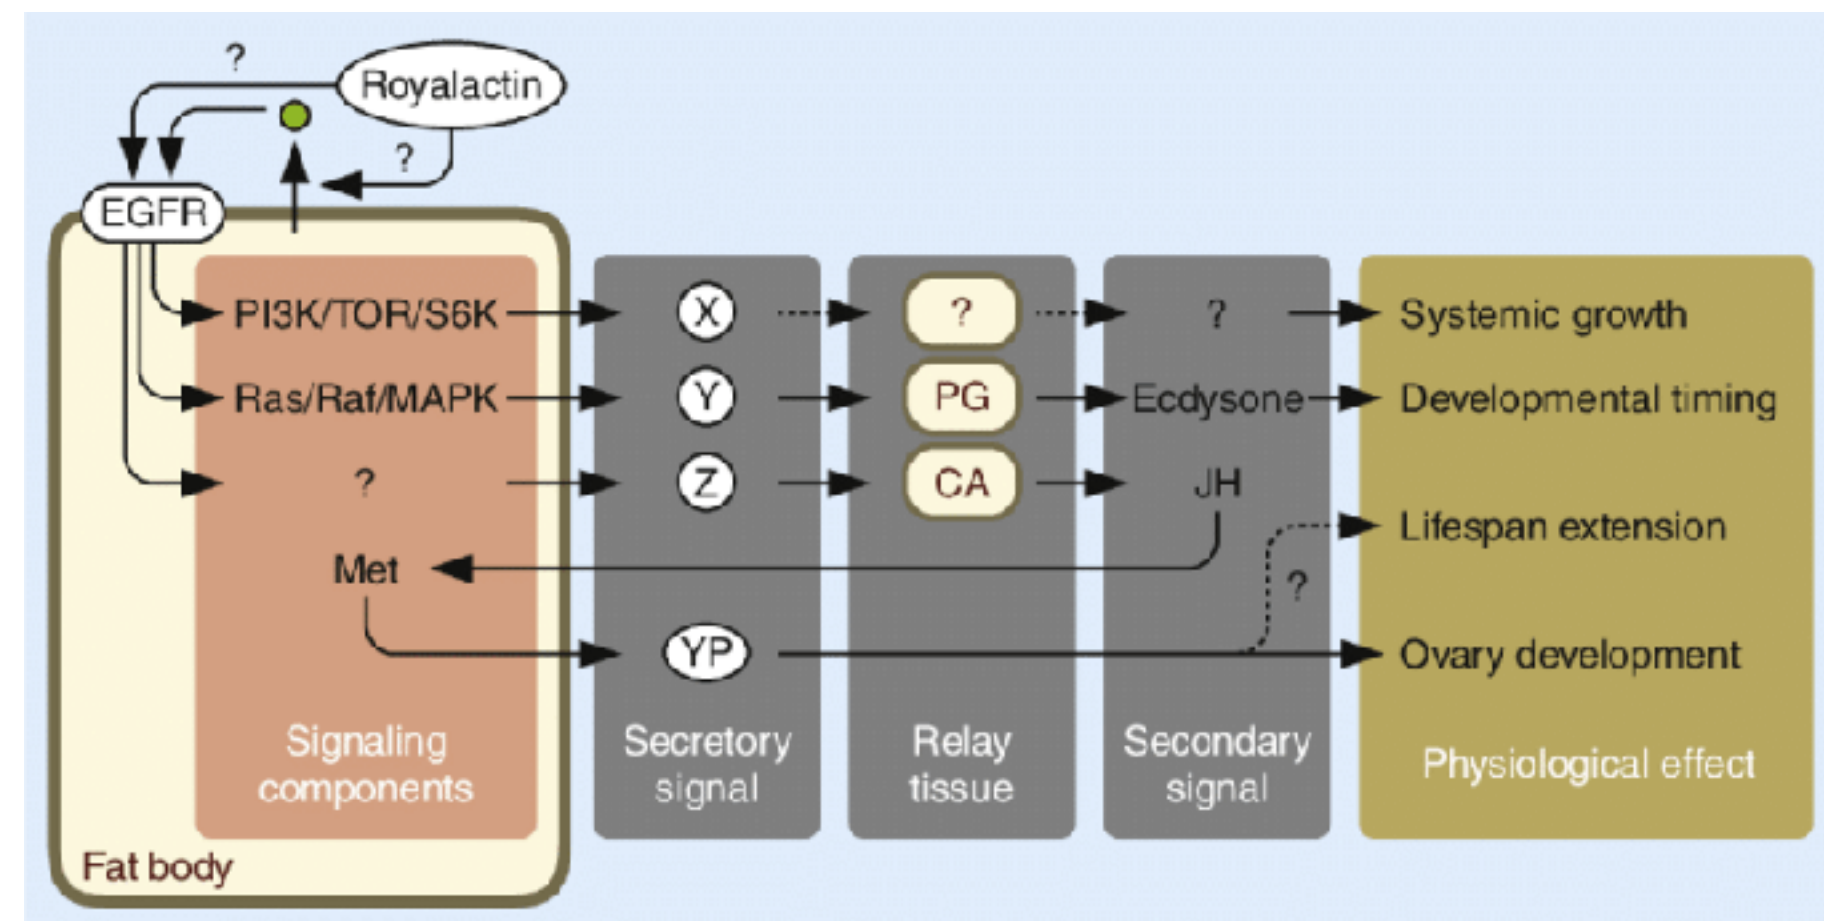 ?
Royalactin
?
EGFR
PI3K/TOR/S6K X ? ? Systemic growth
Ras/Raf/MAPK Y PG Ecdysone Developmental timing
? Z CA JH
Lifespan extension
Met ?
YP Ovary development
Signaling components
Secretory signal
Relay tissue
Secondary signal
Physiological effect
Fat body